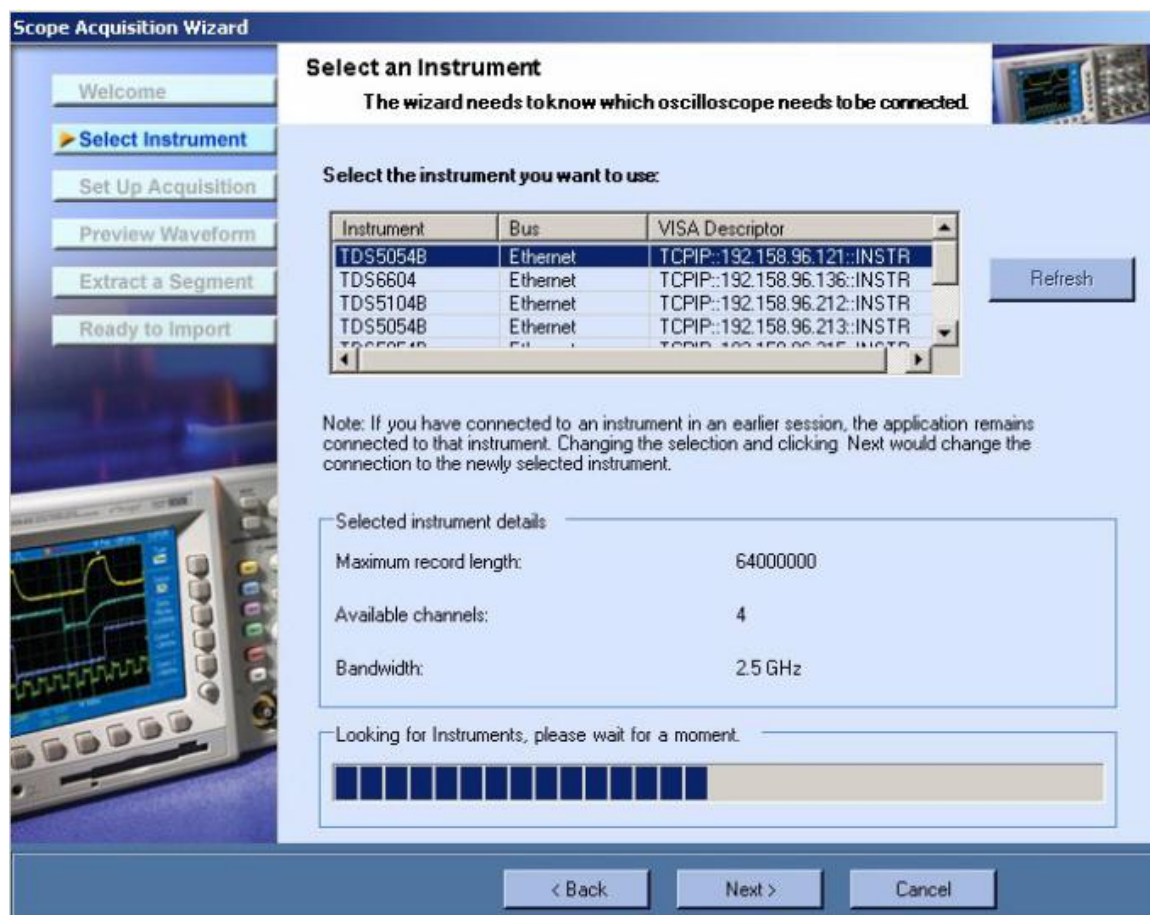 Scope Acquisition Wizard
Welcome
Select Instrument
Set Up Acquisition
Preview Waveform
Extract a Segment
Ready to Import
Select an Instrument
The wizard needs to know which oscilloscope needs to be connected.
Select the instrument you want to use:
Instrument Bus VISA Descriptor
TDS5054B Ethernet TCPIP::192.158.96.121::INSTR
TDS6604 Ethernet TCPIP::192.158.96.136::INSTR
TDS5104B Ethernet TCPIP::192.158.96.212::INSTR
TDS5054B Ethernet TCPIP::192.158.96.213::INSTR
Refresh
Note: If you have connected to an instrument in an earlier session, the application remains
connected to that instrument. Changing the selection and clicking Next would change the
connection to the newly selected instrument.
Selected instrument details
Maximum record length: 64000000
Available channels: 4
Bandwidth: 2.5 GHz
Looking for Instruments, please wait for a moment.
< Back Next > Cancel